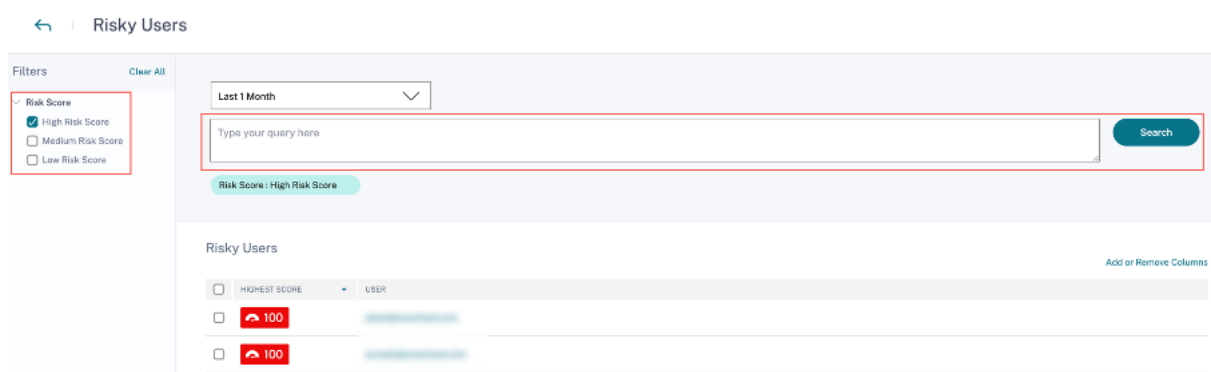 Risky Users
Filters
Clear All
Risk Score
High Risk Score
Medium Risk Score
Low Risk Score
Last 1 Month
Type your query here
Search
Risk Score : High Risk Score
Risky Users
Add or Remove Columns
HIGHEST SCORE
USER
100
100